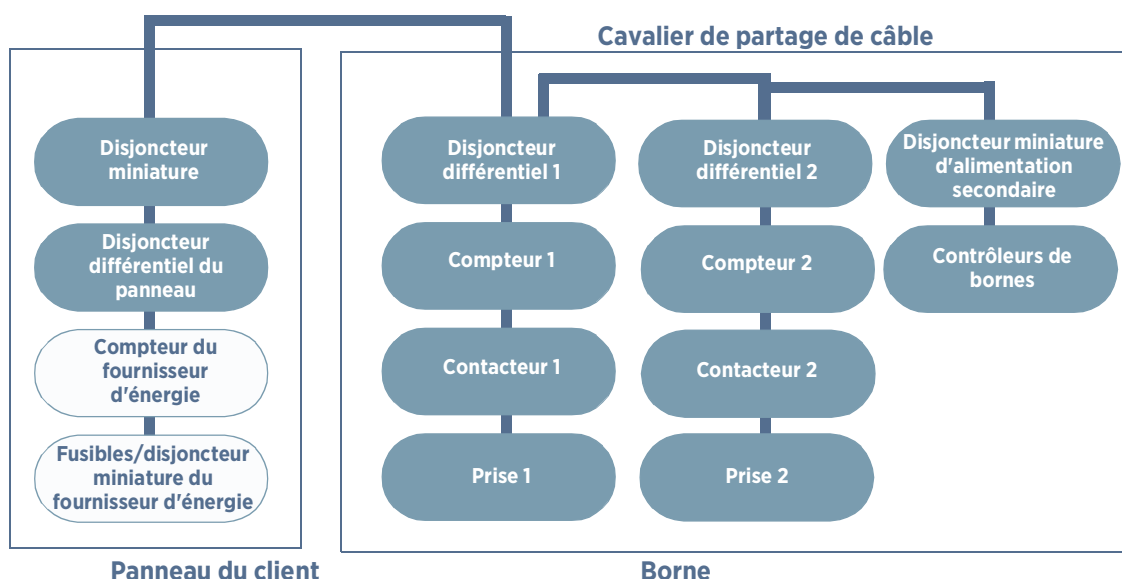 Cavalier de partage de câble
Disjoncteur
miniature
Disjoncteur
différentiel du
panneau
Compteur du
fournisseur
d'énergie
Fusibles/disjoncteur
miniature du
fournisseur d'énergie
Panneau du client
Disjoncteur
différentiel 1
Compteur 1
Contacteur 1
Prise 1
Disjoncteur
différentiel 2
Compteur 2
Contacteur 2
Prise 2
Disjoncteur miniature
d'alimentation
secondaire
Contrôleurs de
bornes
Borne